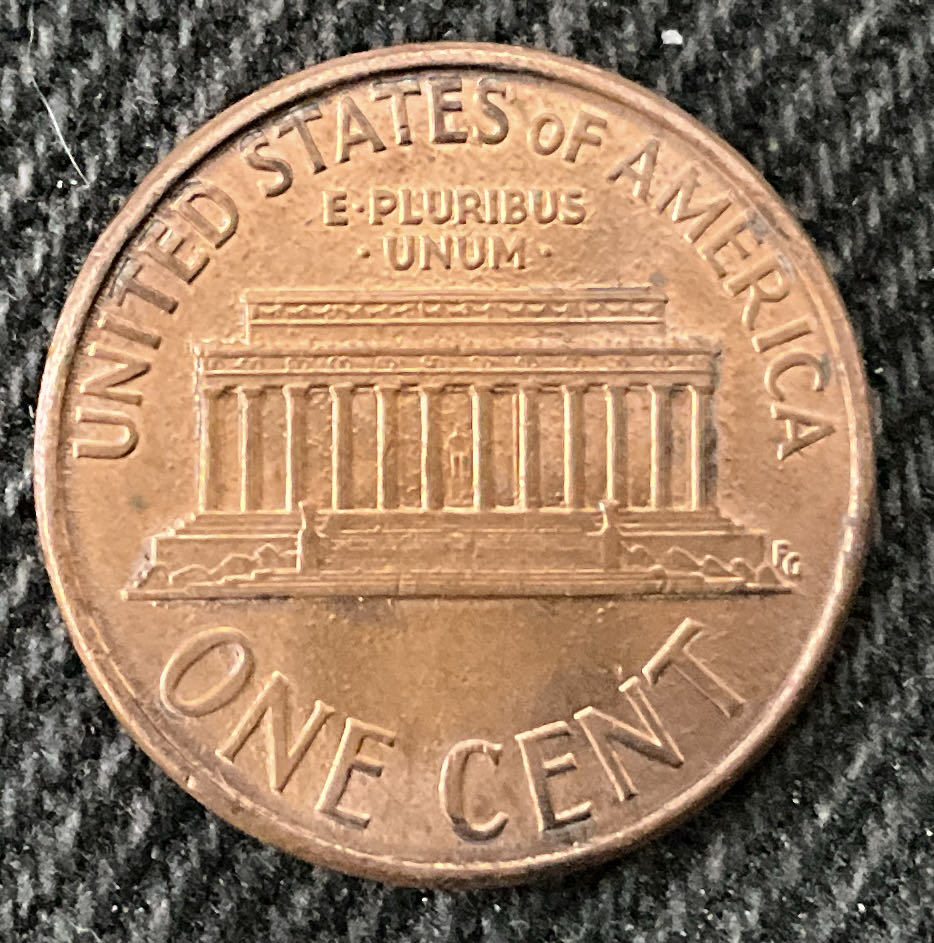 UNITED STATES OF AMERICA
E·PLURIBUS
·UNUM·
FG
ONE CENT